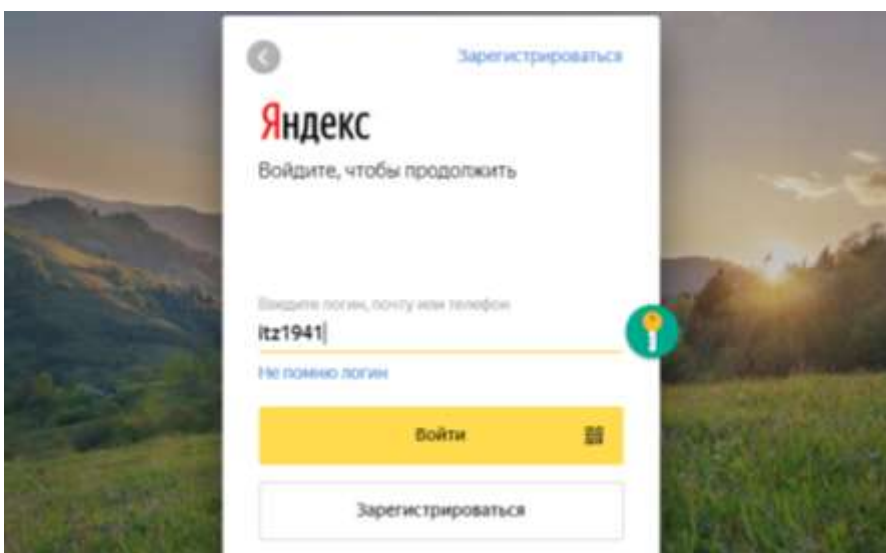 Зарегистрироваться
Яндекс
Войдите, чтобы продолжить
Введите логин, почту или телефон
itz1941
Не помню логин
Войти
Зарегистрироваться